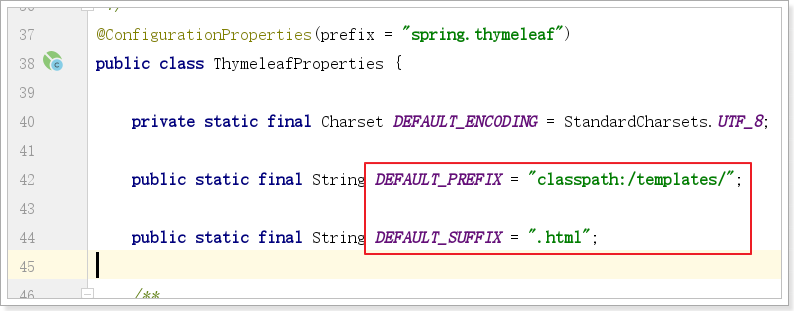 36
37 @ConfigurationProperties(prefix = "spring.thymeleaf")
38 public class ThymeleafProperties {
39
40 private static final Charset DEFAULT_ENCODING = StandardCharsets.UTF_8;
41
42 public static final String DEFAULT_PREFIX = "classpath:/templates/";
43
44 public static final String DEFAULT_SUFFIX = ".html";
45
46 /**